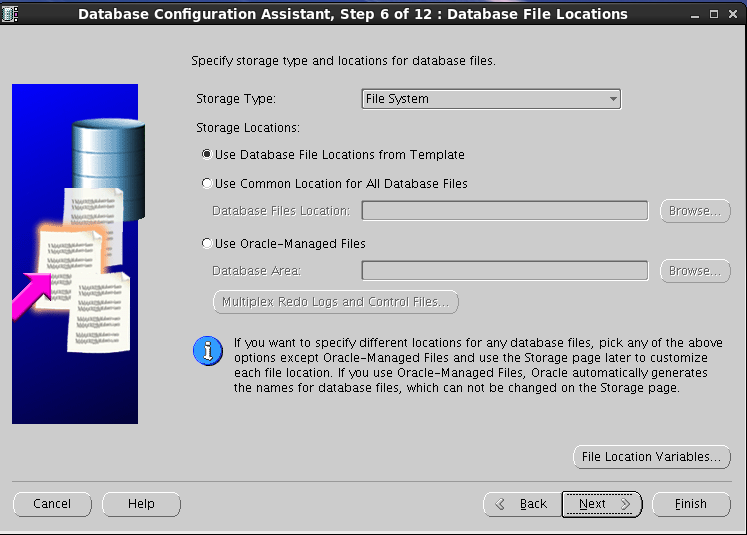 Database Configuration Assistant, Step 6 of 12 : Database File Locations
Specify storage type and locations for database files.
Storage Type: File System
Storage Locations:
Use Database File Locations from Template
Use Common Location for All Database Files
Database Files Location: Browse...
Use Oracle-Managed Files
Database Area: Browse...
Multiplex Redo Logs and Control Files...
If you want to specify different locations for any database files, pick any of the above
options except Oracle-Managed Files and use the Storage page later to customize
each file location. If you use Oracle-Managed Files, Oracle automatically generates
the names for database files, which can not be changed on the Storage page.
File Location Variables...
Cancel Help Back Next Finish